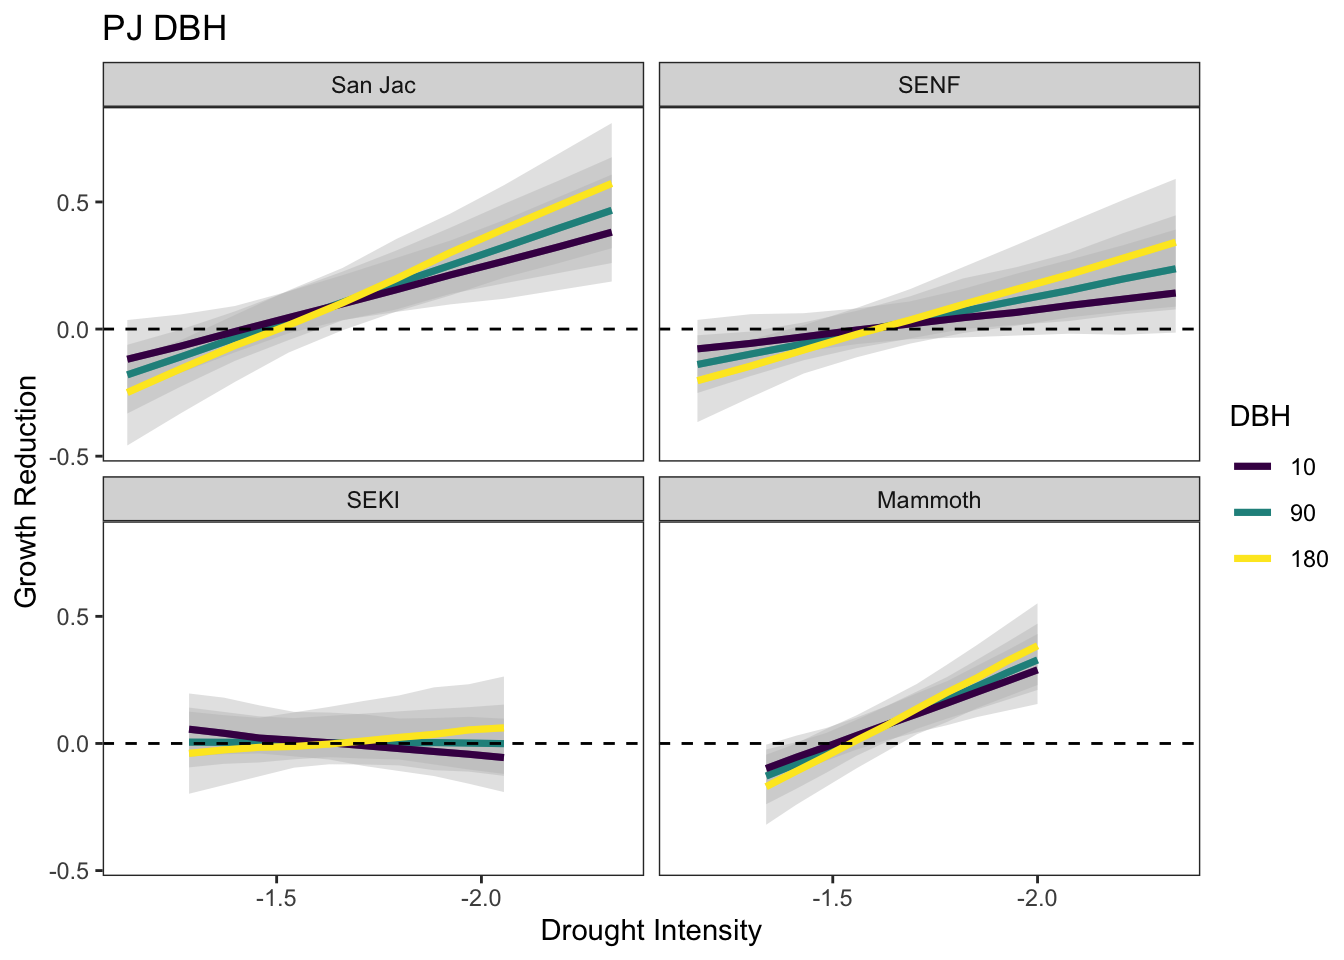 PJ DBH
San Jac
SENF
0.5
0.0
-0.5
SEKI
Mammoth
0.5
0.0
-0.5
-1.5
-2.0
-1.5
-2.0
Drought Intensity
Growth Reduction
DBH
10
90
180